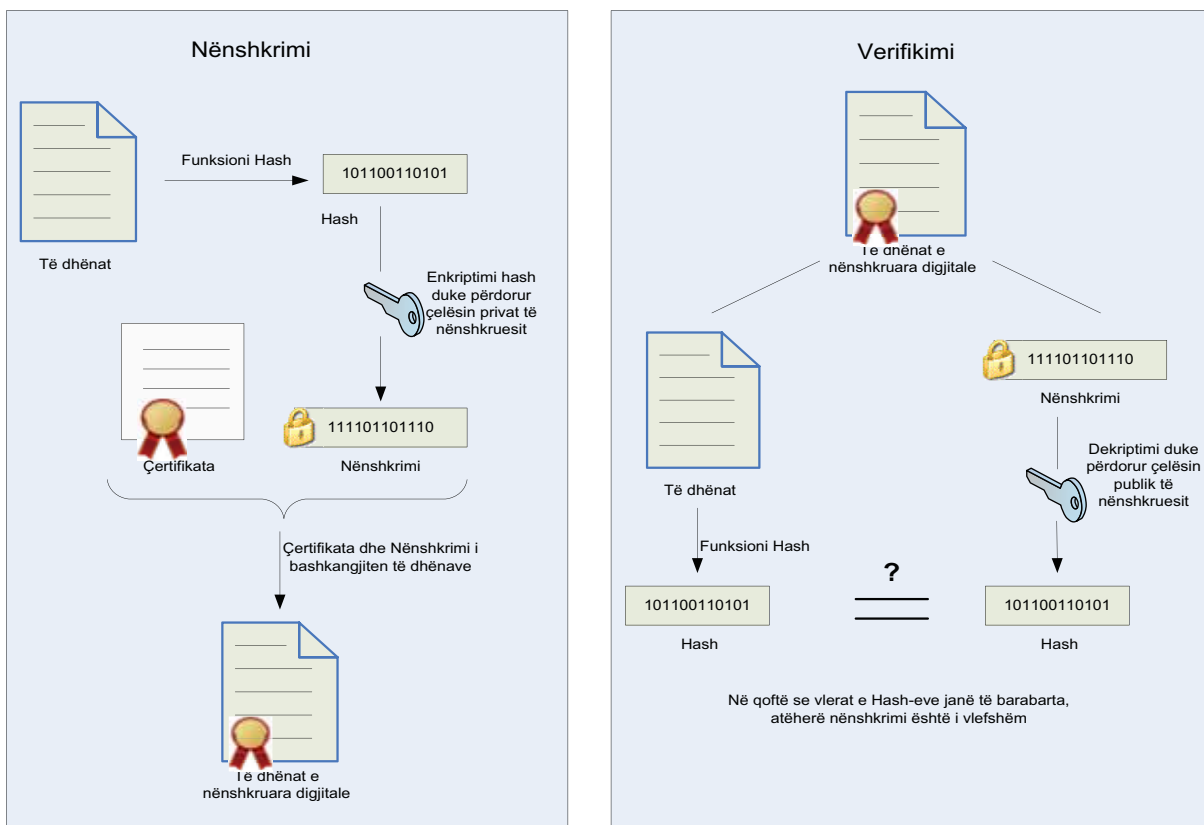 Nënshkrimi
Funksioni Hash
101100110101
Hash
Të dhënat
Enkriptimi hash
duke përdorur
çelësin privat të
nënshkruesit
111101101110
Çertifikata
Nënshkrimi
Çertifikata dhe Nënshkrimi i
bashkangjiten të dhënave
Të dhënat e
nënshkruara digjitale
Verifikimi
Të dhënat e
nënshkruara digjitale
111101101110
Nënshkrimi
Të dhënat
Dekriptimi duke
përdorur çelësin
publik të
nënshkruesit
Funksioni Hash
?
101100110101
101100110101
Hash
Hash
Në qoftë se vlerat e Hash-eve janë të barabarta,
atëherë nënshkrimi është i vlefshëm